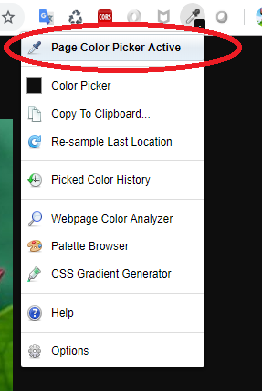 Page Color Picker Active
Color Picker
Copy To Clipboard...
Re-sample Last Location
Picked Color History
Webpage Color Analyzer
Palette Browser
CSS Gradient Generator
Help
Options